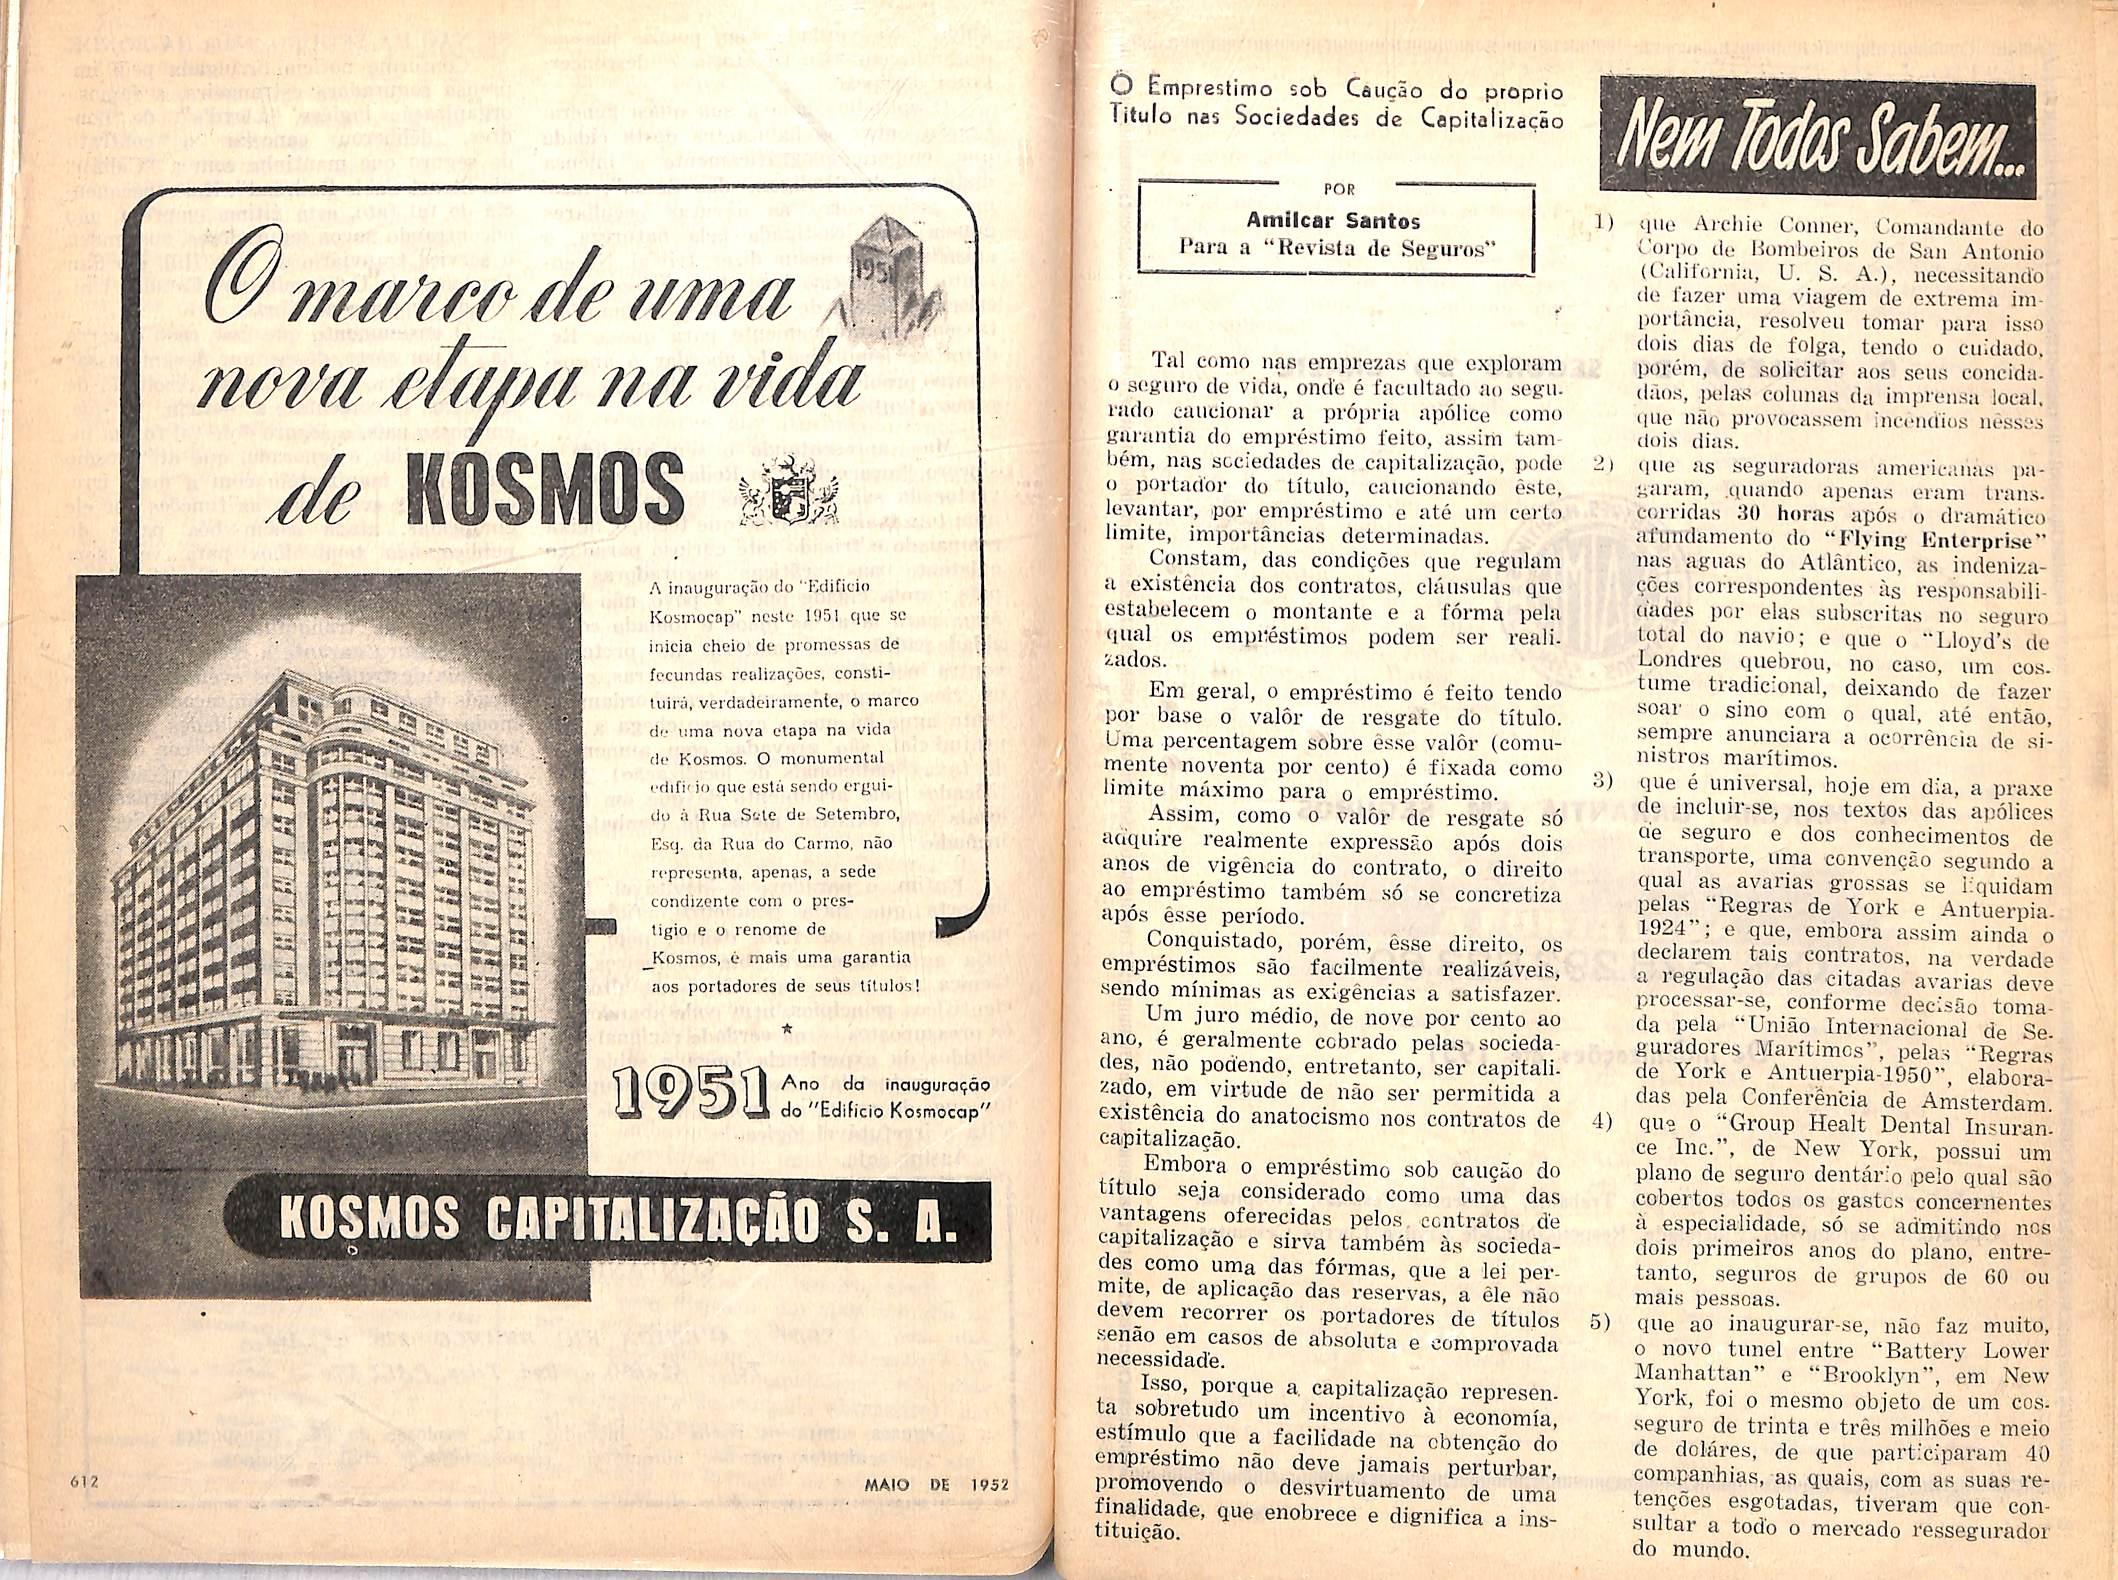 O marco de uma
1951
nova etapa na vida
de KOSMOS
A inauguração do "Edificio
Kosmocap" neste 1951 que se
inicia cheio de promessas de
fecundas realizações, consti-
tuirá, verdadeiramente, o marco
de uma nova etapa na vida
de Kosmos. O monumental
edificio que está sendo ergui-
do à Rua Sete de Setembro,
Esq. da Rua do Carmo, não
representa, apenas, a sede
condizente com o pres-
tigio e o renome de
Kosmos, é mais uma garantia
aos portadores de seus títulos!
1951 Ano da inauguração
do "Edificio Kosmocap"
KOSMOS CAPITALIZAÇÃO S. A.
612
MAIO DE 1952
O Emprestimo sob Caução do proprio
Titulo nas Sociedades de Capitalização
POR
Amilcar Santos
Para a "Revista de Seguros"
Tal como nas emprezas que exploram
o seguro de vida, onde é facultado ao segu-
rado caucionar a própria apólice como
garantia do empréstimo feito, assim tam-
bém, nas sociedades de capitalização, pode
o portador do título, caucionando êste,
levantar, por empréstimo e até um certo
limite, importâncias determinadas.
Constam, das condições que regulam
a existência dos contratos, cláusulas que
estabelecem o montante e a fórma pela
qual os empréstimos podem ser reali-
zados.
Em geral, o empréstimo é feito tendo
por base o valôr de resgate do título.
Uma percentagem sobre êsse valôr (comu-
mente noventa por cento) é fixada como
limite máximo para o empréstimo.
Assim, como o valôr de resgate só
adquire realmente expressão após dois
anos de vigência do contrato, o direito
ao empréstimo também só se concretiza
após êsse período.
Conquistado, porém, êsse direito, os
empréstimos são facilmente realizáveis,
sendo mínimas as exigências a satisfazer.
Um juro médio, de nove por cento ao
ano, é geralmente cobrado pelas socieda-
des, não podendo, entretanto, ser capitali-
zado, em virtude de não ser permitida a
existência do anatocismo nos contratos de
capitalização.
Embora o empréstimo sob caução do
título seja considerado como uma das
vantagens oferecidas pelos contratos de
capitalização e sirva também às socieda-
des como uma das fórmas, que a lei per-
mite, de aplicação das reservas, a êle não
devem recorrer os portadores de títulos
senão em casos de absoluta e comprovada
necessidade.
Isso, porque a capitalização represen-
ta sobretudo um incentivo à economía,
estímulo que a facilidade na obtenção do
empréstimo não deve jamais perturbar,
promovendo o desvirtuamento de uma
finalidade, que enobrece e dignifica a ins-
tituição.
Nem Todos Sabem...
1) que Archie Conner, Comandante do
Corpo de Bombeiros de San Antonio
(California, U. S. A.), necessitando
de fazer uma viagem de extrema im-
portância, resolveu tomar para isso
dois dias de folga, tendo o cuidado,
porém, de solicitar aos seus concida-
dãos, pelas colunas da imprensa local,
que não provocassem incendios nesses
dois dias.
2) que as seguradoras americanas pa-
garam, quando apenas eram trans-
corridas 30 horas após o dramático
afundamento do "Flying Enterprise"
nas aguas do Atlântico, as indeniza-
ções correspondentes às responsabili-
dades por elas subscritas no seguro
total do navio; e que o "Lloyd's de
Londres quebrou, no caso, um cos-
tume tradicional, deixando de fazer
soar o sino com o qual, até então,
sempre anunciara a ocorrência de si-
nistros marítimos.
3) que é universal, hoje em dia, a praxe
de incluir-se, nos textos das apólices
de seguro e dos conhecimentos de
transporte, uma convenção segundo a
qual as avarias grossas se liquidam
pelas "Regras de York e Antuerpia-
1924"; e que, embora assim ainda o
declarem tais contratos, na verdade
a regulação das citadas avarias deve
processar-se, conforme decisão toma-
da pela "União Internacional de Se-
guradores Marítimos", pelas "Regras
de York e Antuerpia-1950", elabora-
das pela Conferência de Amsterdam.
4) que o "Group Healt Dental Insuran-
ce Inc.", de New York, possui um
plano de seguro dentário pelo qual são
cobertos todos os gastos concernentes
à especialidade, só se admitindo nos
dois primeiros anos do plano, entre-
tanto, seguros de grupos de 60 ou
mais pessoas.
5) que ao inaugurar-se, não faz muito,
o novo tunel entre "Battery Lower
Manhattan" e "Brooklyn", em New
York, foi o mesmo objeto de um cos-
seguro de trinta e três milhões e meio
de doláres, de que participaram 40
companhias, as quais, com as suas re-
tenções esgotadas, tiveram que con-
sultar a todo o mercado ressegurador
do mundo.